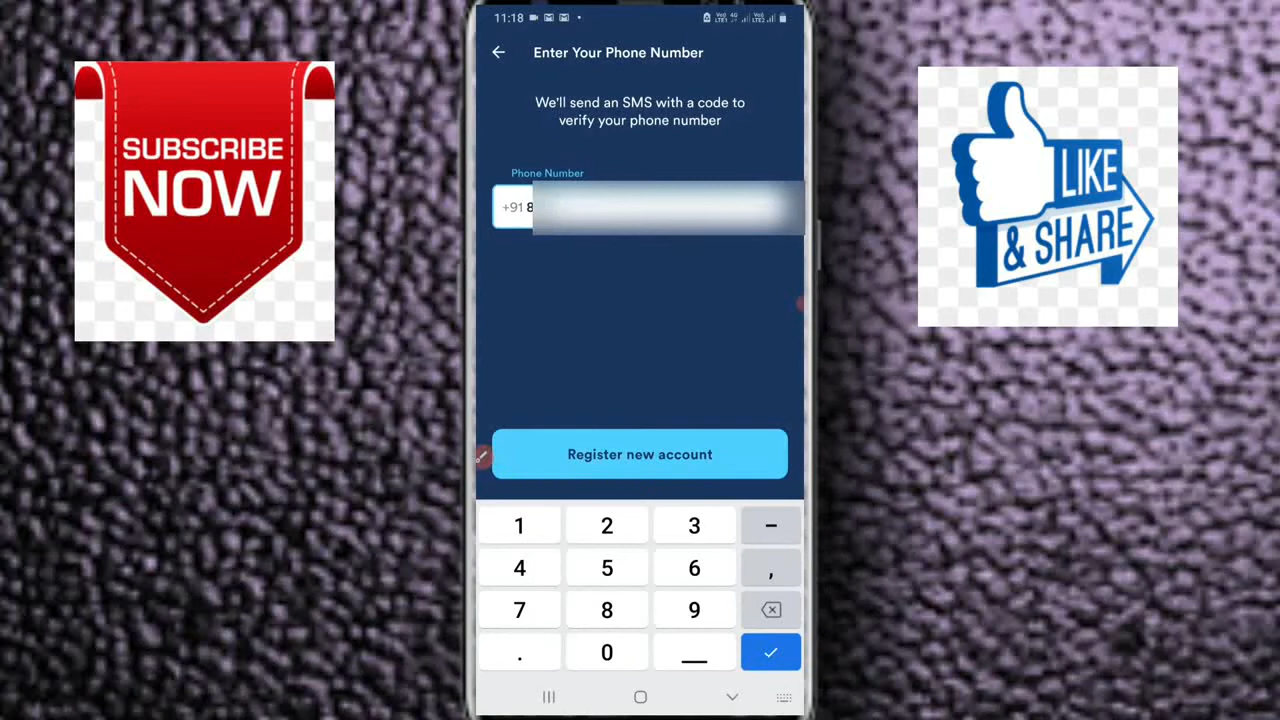 11:18
Enter Your Phone Number
We'll send an SMS with a code to
verify your phone number
Phone Number
+91 8
Register new account
1 2 3 –
4 5 6 ,
7 8 9
. 0 _
SUBSCRIBE
NOW
LIKE
& SHARE